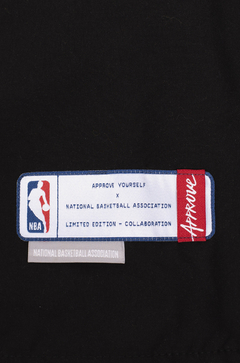 APPROVE YOURSELF
X
NATIONAL BASKETBALL ASSOCIATION
LIMITED EDITION - COLLABORATION
NBA
Approve
NATIONAL BASKETBALL ASSOCIATION